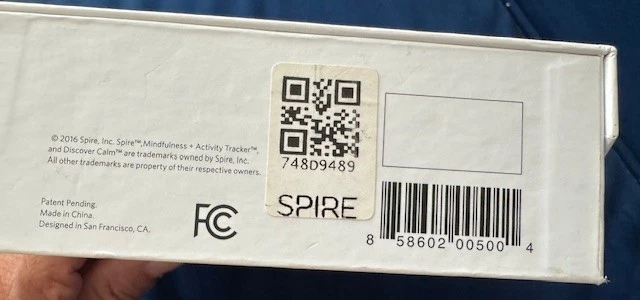 © 2016 Spire, Inc. Spire™, Mindfulness + Activity Tracker™,
and Discover Calm™ are trademarks owned by Spire, Inc.
All other trademarks are property of their respective owners.
Patent Pending.
Made in China.
Designed in San Francisco, CA.
FC
748D9489
SPIRE
8 58602 00500 4